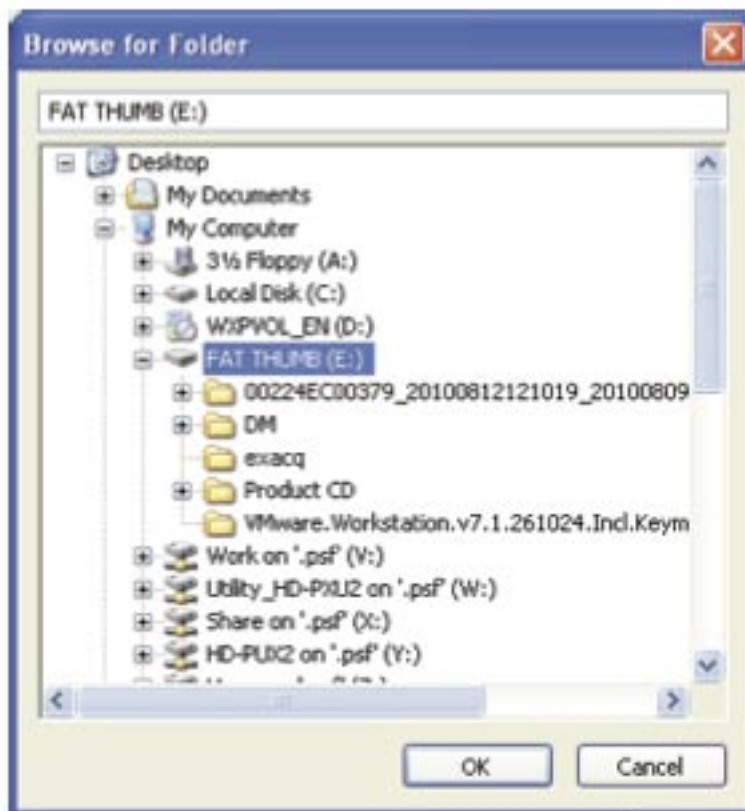 Browse for Folder
FAT THUMB (E:)
Desktop
My Documents
My Computer
3½ Floppy (A:)
Local Disk (C:)
WXPVOL_EN (D:)
FAT THUMB (E:)
00224EC00379_20100812121019_20100809
DM
exacq
Product CD
VMware.Workstation.v7.1.261024.Incl.Keym
Work on '.psf' (V:)
Utility_HD-PXU2 on '.psf' (W:)
Share on '.psf' (X:)
HD-PUX2 on '.psf' (Y:)
OK
Cancel